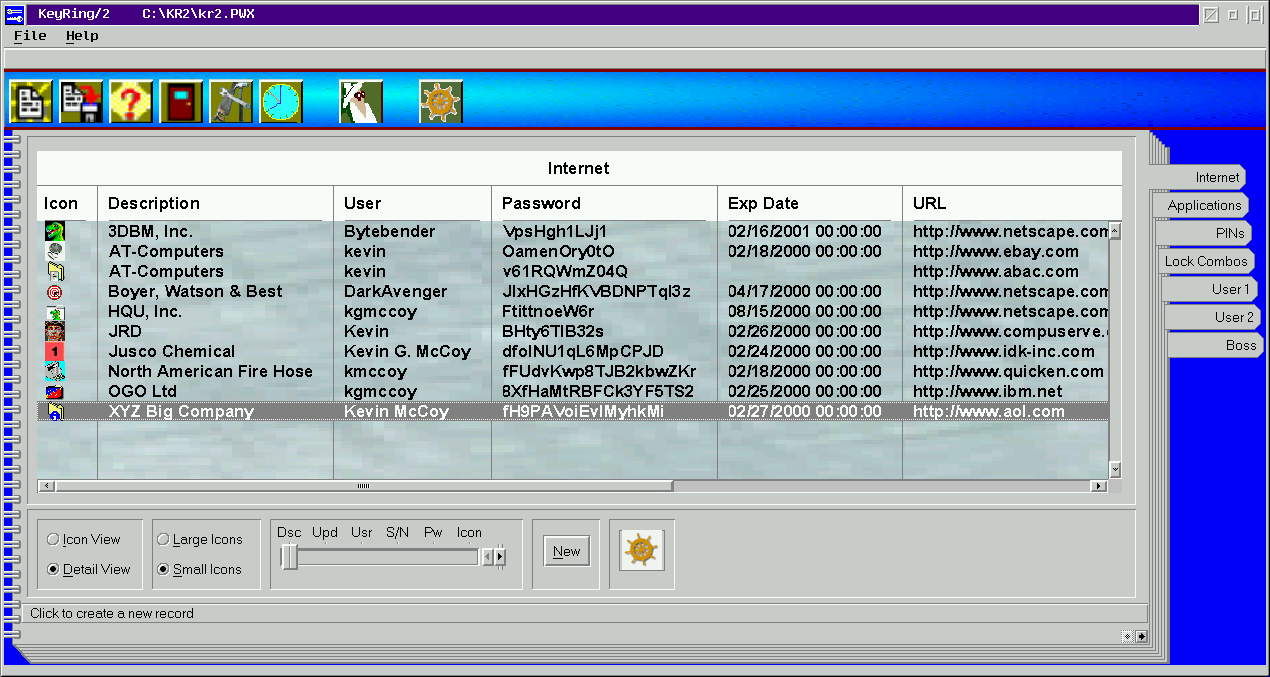 KeyRing/2 C:\KR2\kr2.PWX
File Help
Internet
Icon Description User Password Exp Date URL
3DBM, Inc. Bytebender VpsHgh1LJj1 02/16/2001 00:00:00 http://www.netscape.com
AT-Computers kevin OamenOry0tO 02/18/2000 00:00:00 http://www.ebay.com
AT-Computers kevin v61RQWmZ04Q http://www.abac.com
Boyer, Watson & Best DarkAvenger JIxHGzHfKVBDNPTqI3z 04/17/2000 00:00:00 http://www.netscape.com
HQU, Inc. kgmccoy FtittnoeW6r 08/15/2000 00:00:00 http://www.netscape.com
JRD Kevin BHty6TIB32s 02/26/2000 00:00:00 http://www.compuserve.
1 Jusco Chemical Kevin G. McCoy dfoINU1qL6MpCPJD 02/24/2000 00:00:00 http://www.idk-inc.com
North American Fire Hose kmccoy fFUdvKwp8TJB2kbwZKr 02/18/2000 00:00:00 http://www.quicken.com
OGO Ltd kgmccoy 8XfHaMtRBFCk3YF5TS2 02/25/2000 00:00:00 http://www.ibm.net
XYZ Big Company Kevin McCoy fH9PAVoiEvIMyhkMi 02/27/2000 00:00:00 http://www.aol.com
Internet
Applications
PINs
Lock Combos
User 1
User 2
Boss
Icon View
Detail View
Large Icons
Small Icons
Dsc Upd Usr S/N Pw Icon
New
Click to create a new record